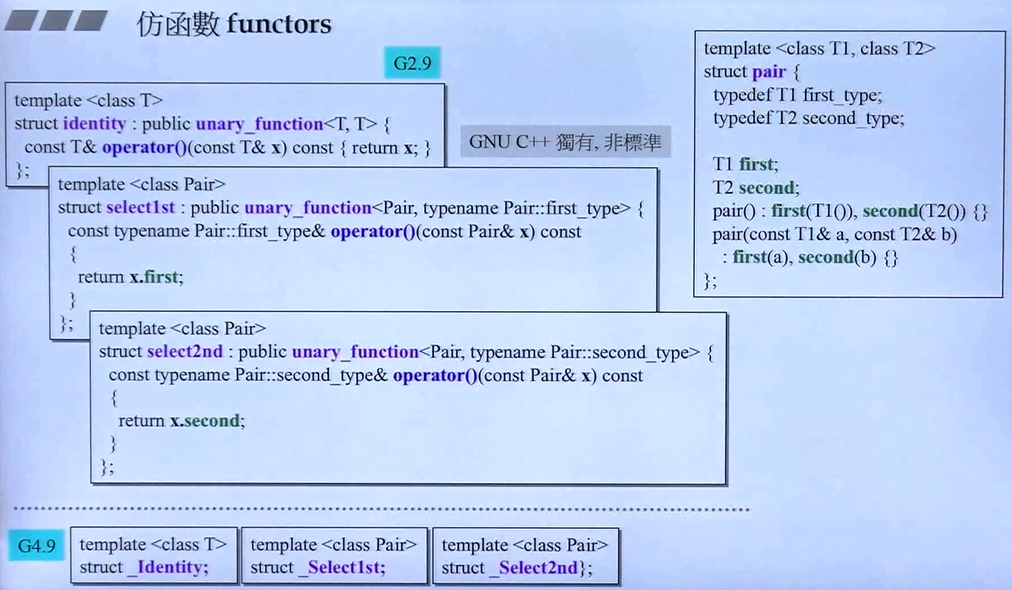 仿函數 functors
G2.9
template <class T>
struct identity : public unary_function<T, T> {
const T& operator()(const T& x) const { return x; }
};
GNU C++ 獨有, 非標準
template <class Pair>
struct select1st : public unary_function<Pair, typename Pair::first_type> {
const typename Pair::first_type& operator()(const Pair& x) const
{
return x.first;
}
};
template <class Pair>
struct select2nd : public unary_function<Pair, typename Pair::second_type> {
const typename Pair::second_type& operator()(const Pair& x) const
{
return x.second;
}
};
template <class T1, class T2>
struct pair {
typedef T1 first_type;
typedef T2 second_type;
T1 first;
T2 second;
pair() : first(T1()), second(T2()) {}
pair(const T1& a, const T2& b)
: first(a), second(b) {}
};
G4.9
template <class T>
struct _Identity;
template <class Pair>
struct _Select1st;
template <class Pair>
struct _Select2nd};